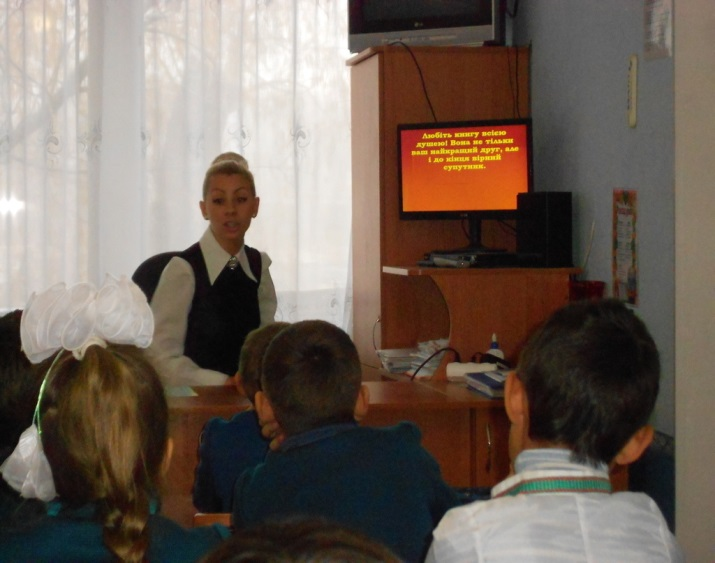 Любіть книгу всією
душею! Вона не тільки
ваш найкращий друг, але
і до кінця вірний
супутник.